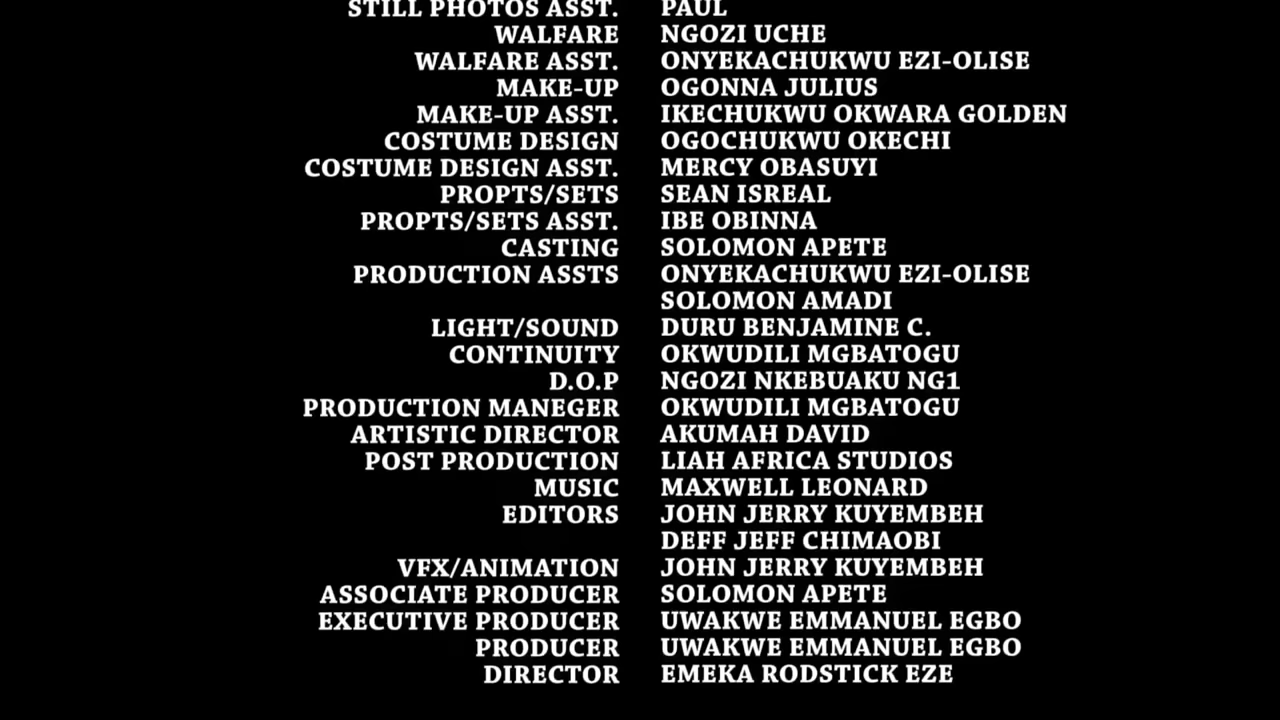 STILL PHOTOS ASST. PAUL
WALFARE NGOZI UCHE
WALFARE ASST. ONYEKACHUKWU EZI-OLISE
MAKE-UP OGONNA JULIUS
MAKE-UP ASST. IKECHUKWU OKWARA GOLDEN
COSTUME DESIGN OGOCHUKWU OKECHI
COSTUME DESIGN ASST. MERCY OBASUYI
PROPTS/SETS SEAN ISREAL
PROPTS/SETS ASST. IBE OBINNA
CASTING SOLOMON APETE
PRODUCTION ASSTS ONYEKACHUKWU EZI-OLISE
SOLOMON AMADI
LIGHT/SOUND DURU BENJAMINE C.
CONTINUITY OKWUDILI MGBATOGU
D.O.P NGOZI NKEBUAKU NG1
PRODUCTION MANEGER OKWUDILI MGBATOGU
ARTISTIC DIRECTOR AKUMAH DAVID
POST PRODUCTION LIAH AFRICA STUDIOS
MUSIC MAXWELL LEONARD
EDITORS JOHN JERRY KUYEMBEH
DEFF JEFF CHIMAOBI
VFX/ANIMATION JOHN JERRY KUYEMBEH
ASSOCIATE PRODUCER SOLOMON APETE
EXECUTIVE PRODUCER UWAKWE EMMANUEL EGBO
PRODUCER UWAKWE EMMANUEL EGBO
DIRECTOR EMEKA RODSTICK EZE